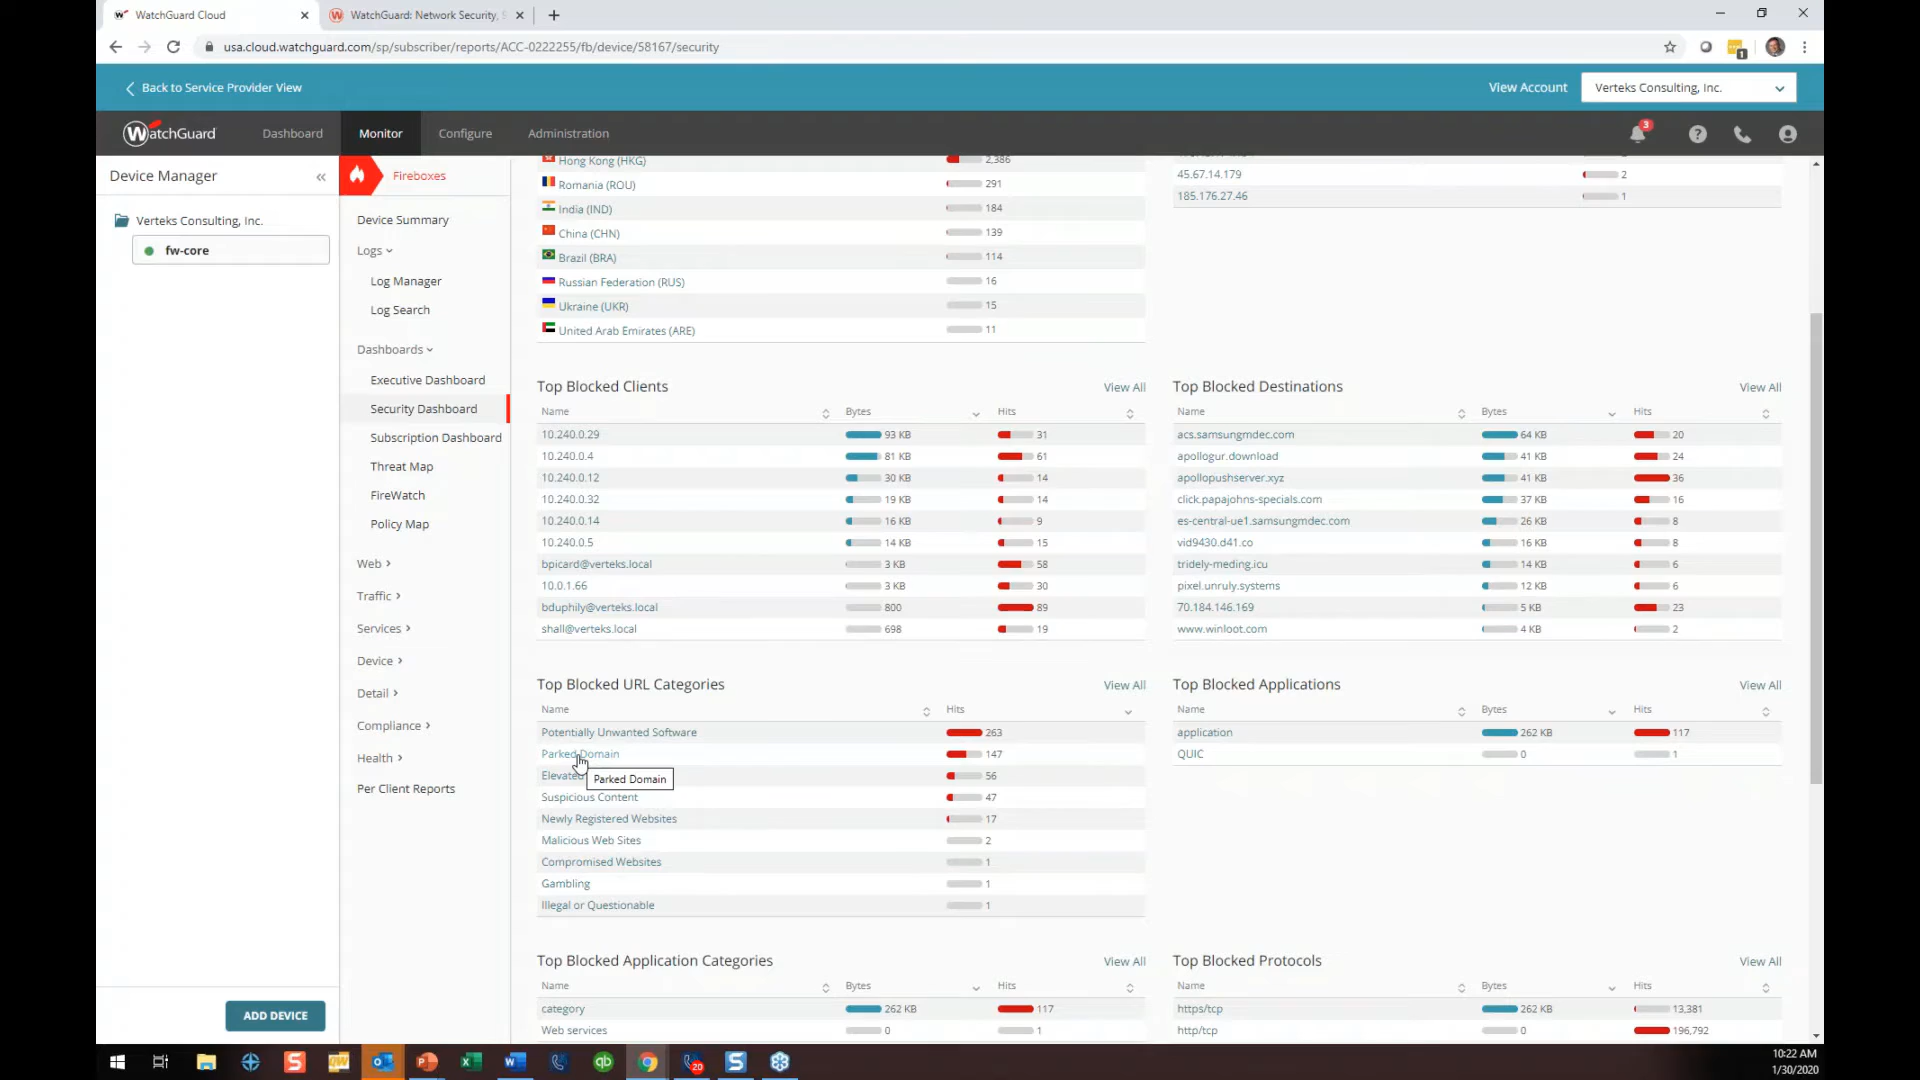 WatchGuard Cloud
WatchGuard: Network Security,
usa.cloud.watchguard.com/sp/subscriber/reports/ACC-0222255/fb/device/58167/security
1
Back to Service Provider View
View Account
Verteks Consulting, Inc.
WatchGuard
Dashboard
Monitor
Configure
Administration
3
Device Manager
Verteks Consulting, Inc.
fw-core
ADD DEVICE
Fireboxes
Device Summary
Logs
Log Manager
Log Search
Dashboards
Executive Dashboard
Security Dashboard
Subscription Dashboard
Threat Map
FireWatch
Policy Map
Web
Traffic
Services
Device
Detail
Compliance
Health
Per Client Reports
Hong Kong (HKG) 2,386
Romania (ROU) 291
India (IND) 184
China (CHN) 139
Brazil (BRA) 114
Russian Federation (RUS) 16
Ukraine (UKR) 15
United Arab Emirates (ARE) 11
45.67.14.179 2
185.176.27.46 1
Top Blocked Clients View All
Name Bytes Hits
10.240.0.29 93 KB 31
10.240.0.4 81 KB 61
10.240.0.12 30 KB 14
10.240.0.32 19 KB 14
10.240.0.14 16 KB 9
10.240.0.5 14 KB 15
bpicard@verteks.local 3 KB 58
10.0.1.66 3 KB 30
bduphily@verteks.local 800 89
shall@verteks.local 698 19
Top Blocked Destinations View All
Name Bytes Hits
acs.samsungmdec.com 64 KB 20
apollogur.download 41 KB 24
apollopushserver.xyz 41 KB 36
click.papajohns-specials.com 37 KB 16
es-central-ue1.samsungmdec.com 26 KB 8
vid9430.d41.co 16 KB 8
tridely-meding.icu 14 KB 6
pixel.unruly.systems 12 KB 6
70.184.146.169 5 KB 23
www.winloot.com 4 KB 2
Top Blocked URL Categories View All
Name Hits
Potentially Unwanted Software 263
Parked Domain 147
Elevated 56
Parked Domain
Suspicious Content 47
Newly Registered Websites 17
Malicious Web Sites 2
Compromised Websites 1
Gambling 1
Illegal or Questionable 1
Top Blocked Applications View All
Name Bytes Hits
application 262 KB 117
QUIC 0 1
Top Blocked Application Categories View All
Name Bytes Hits
category 262 KB 117
Web services 0 1
Top Blocked Protocols View All
Name Bytes Hits
https/tcp 262 KB 13,381
http/tcp 0 196,792
20
10:22 AM
1/30/2020